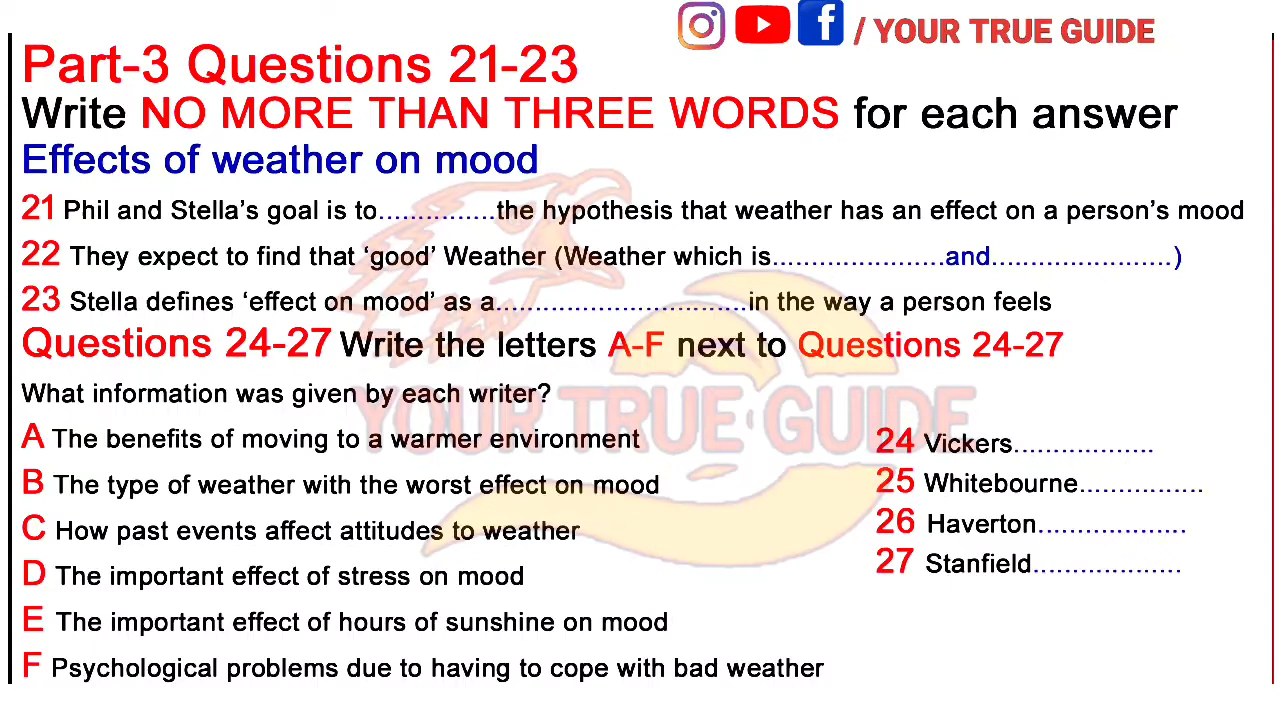 / YOUR TRUE GUIDE
Part-3 Questions 21-23
Write NO MORE THAN THREE WORDS for each answer
Effects of weather on mood
21 Phil and Stella's goal is to...............the hypothesis that weather has an effect on a person's mood
22 They expect to find that 'good' Weather (Weather which is......................and.......................)
23 Stella defines 'effect on mood' as a................................in the way a person feels
Questions 24-27 Write the letters A-F next to Questions 24-27
What information was given by each writer?
A The benefits of moving to a warmer environment
B The type of weather with the worst effect on mood
C How past events affect attitudes to weather
D The important effect of stress on mood
E The important effect of hours of sunshine on mood
F Psychological problems due to having to cope with bad weather
24 Vickers..................
25 Whitebourne................
26 Haverton...................
27 Stanfield...................
YOUR TRUE GUIDE